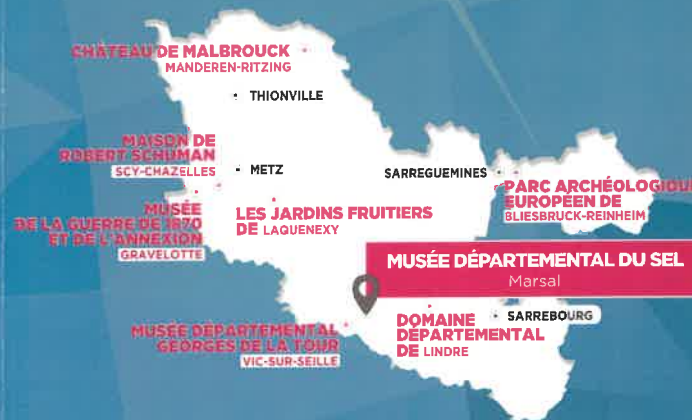 CHÂTEAU DE MALBROUCK
MANDEREN-RITZING
THIONVILLE
MAISON DE
ROBERT SCHUMAN
SCY-CHAZELLES
METZ
SARREGUEMINES
PARC ARCHÉOLOGIQUE
EUROPÉEN DE
BLIESBRUCK-REINHEIM
MUSÉE
DE LA GUERRE DE 1870
ET DE L'ANNEXION
GRAVELOTTE
LES JARDINS FRUITIERS
DE LAQUENEXY
MUSÉE DÉPARTEMENTAL DU SEL
Marsal
MUSÉE DÉPARTEMENTAL
GEORGES DE LA TOUR
VIC-SUR-SEILLE
DOMAINE
DÉPARTEMENTAL
DE LINDRE
SARREBOURG